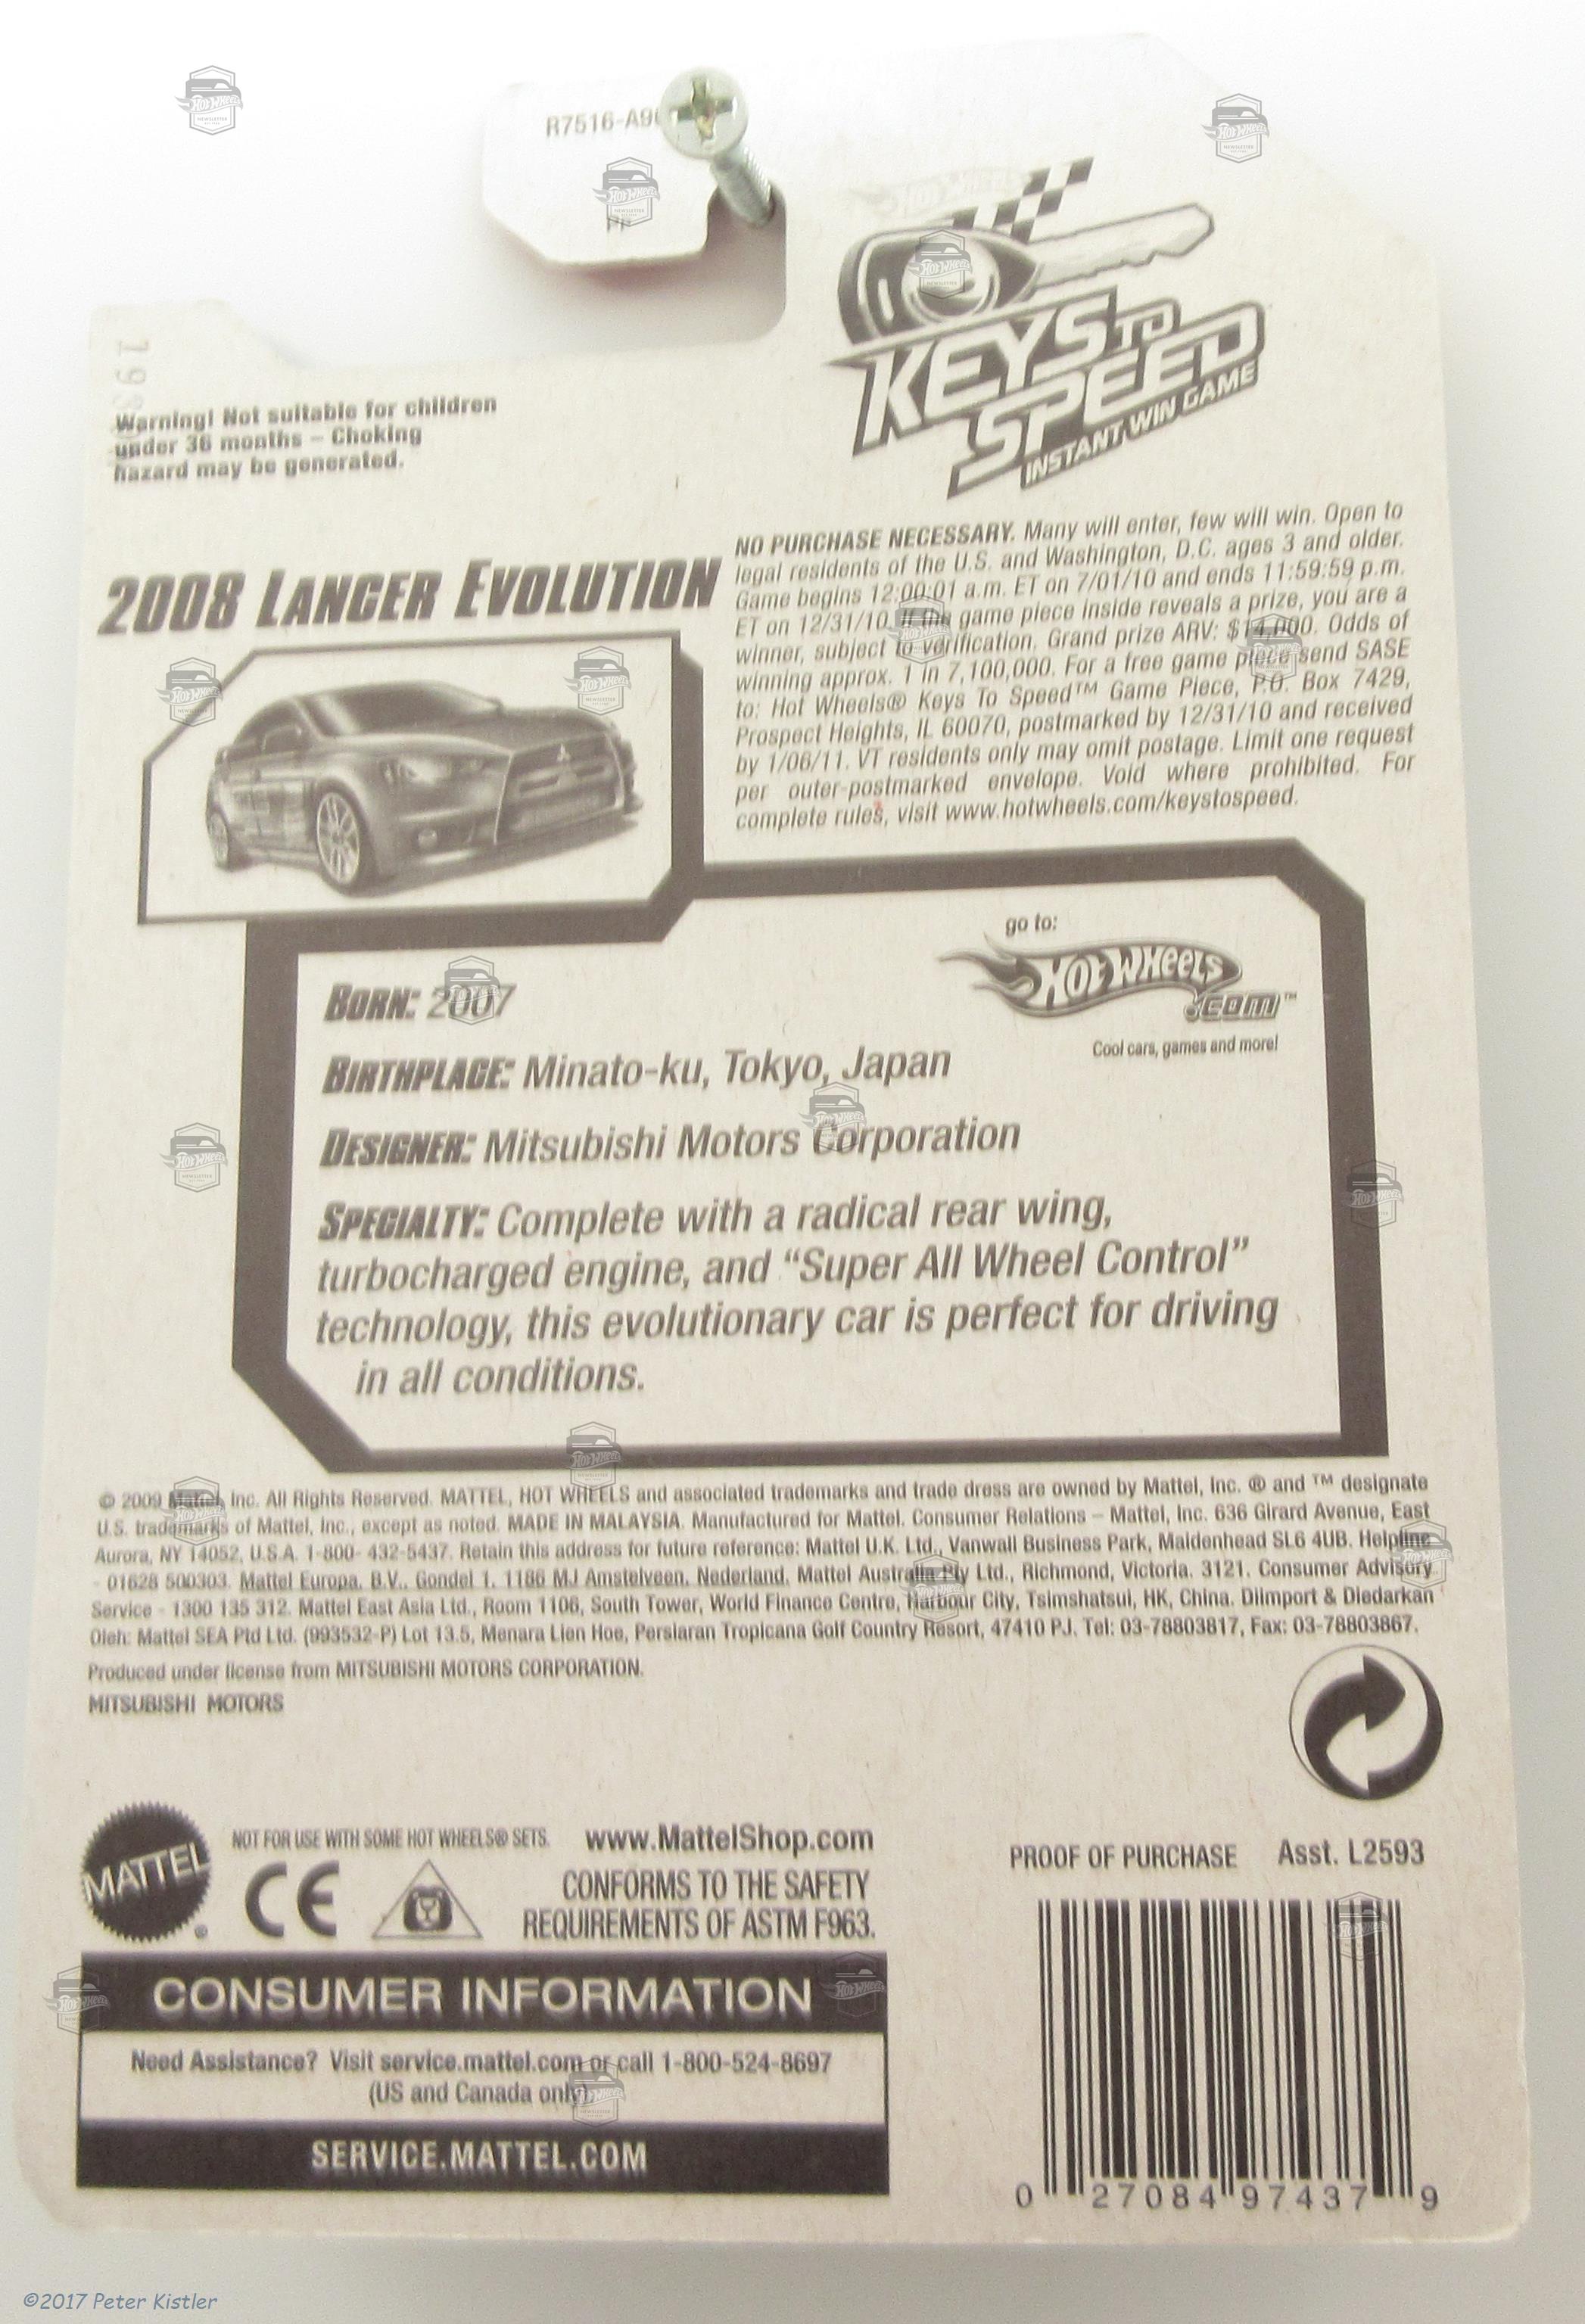 R7516-A90
KEYS TO
SPEED
INSTANT WIN GAME
Warning! Not suitable for children
under 36 months – Choking
hazard may be generated.
NO PURCHASE NECESSARY. Many will enter, few will win. Open to
legal residents of the U.S. and Washington, D.C. ages 3 and older.
Game begins 12:00:01 a.m. ET on 7/01/10 and ends 11:59:59 p.m.
ET on 12/31/10. If the game piece inside reveals a prize, you are a
winner, subject to verification. Grand prize ARV: $14,000. Odds of
winning approx. 1 in 7,100,000. For a free game piece send SASE
to: Hot Wheels® Keys To Speed™ Game Piece, P.O. Box 7429,
Prospect Heights, IL 60070, postmarked by 12/31/10 and received
by 1/06/11. VT residents only may omit postage. Limit one request
per outer-postmarked envelope. Void where prohibited. For
complete rules, visit www.hotwheels.com/keystospeed.
2008 LANCER EVOLUTION
go to:
HOT WHEELS
.COM™
Cool cars, games and more!
BORN: 2007
BIRTHPLACE: Minato-ku, Tokyo, Japan
DESIGNER: Mitsubishi Motors Corporation
SPECIALTY: Complete with a radical rear wing,
turbocharged engine, and “Super All Wheel Control”
technology, this evolutionary car is perfect for driving
in all conditions.
© 2009 Mattel, Inc. All Rights Reserved. MATTEL, HOT WHEELS and associated trademarks and trade dress are owned by Mattel, Inc. ® and ™ designate
U.S. trademarks of Mattel, Inc., except as noted. MADE IN MALAYSIA. Manufactured for Mattel. Consumer Relations – Mattel, Inc. 636 Girard Avenue, East
Aurora, NY 14052, U.S.A. 1-800- 432-5437. Retain this address for future reference: Mattel U.K. Ltd., Vanwall Business Park, Maidenhead SL6 4UB. Helpline
- 01628 500303. Mattel Europa, B.V., Gondel 1, 1186 MJ Amstelveen, Nederland. Mattel Australia Pty Ltd., Richmond, Victoria. 3121. Consumer Advisory
Service - 1300 135 312. Mattel East Asia Ltd., Room 1106, South Tower, World Finance Centre, Harbour City, Tsimshatsui, HK, China. Diimport & Diedarkan
Oleh: Mattel SEA Ptd Ltd. (993532-P) Lot 13.5, Menara Lien Hoe, Persiaran Tropicana Golf Country Resort, 47410 PJ. Tel: 03-78803817, Fax: 03-78803867.
Produced under license from MITSUBISHI MOTORS CORPORATION.
MITSUBISHI MOTORS
MATTEL
NOT FOR USE WITH SOME HOT WHEELS® SETS.
www.MattelShop.com
CE
CONFORMS TO THE SAFETY
REQUIREMENTS OF ASTM F963.
PROOF OF PURCHASE Asst. L2593
CONSUMER INFORMATION
Need Assistance? Visit service.mattel.com or call 1-800-524-8697
(US and Canada only).
SERVICE.MATTEL.COM
0 27084 97437 9
©2017 Peter Kistler